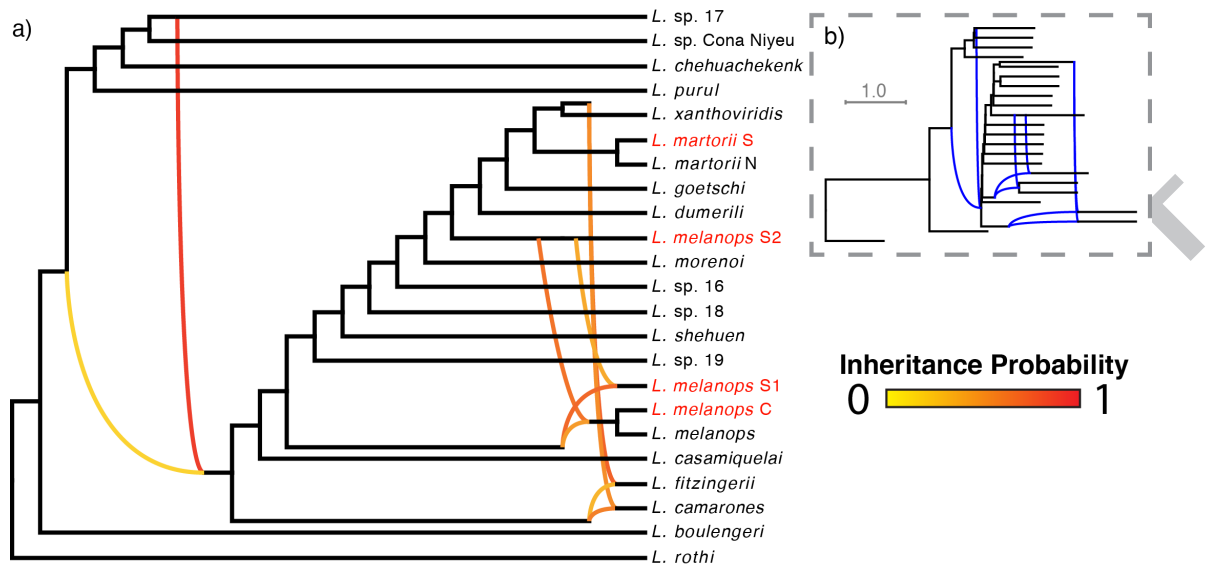 a)
L. sp. 17
L. sp. Cona Niyeu
L. chehuachekenk
L. purul
L. xanthoviridis
L. martorii S
L. martorii N
L. goetschi
L. dumerili
L. melanops S2
L. morenoi
L. sp. 16
L. sp. 18
L. shehuen
L. sp. 19
L. melanops S1
L. melanops C
L. melanops
L. casamiquelai
L. fitzingerii
L. camarones
L. boulengeri
L. rothi
b)
1.0
Inheritance Probability
0 1